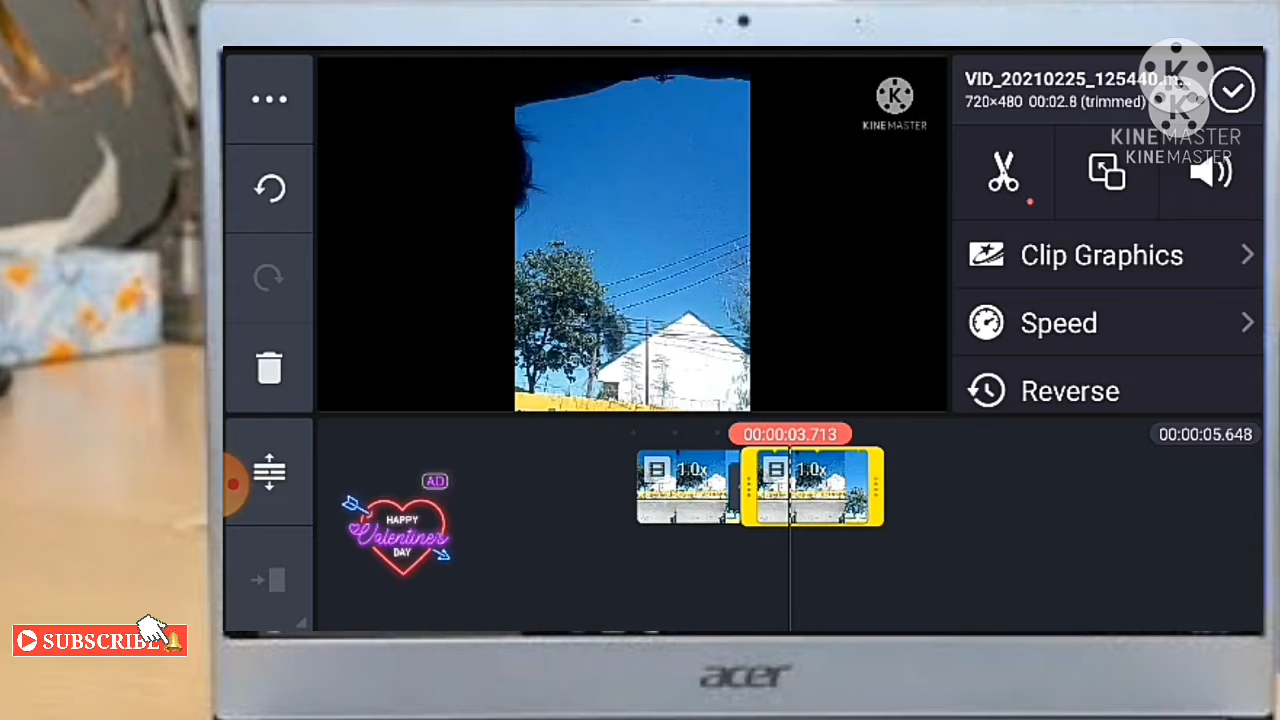 VID_20210225_125440.m...
720×480 00:02.8 (trimmed)
KINEMASTER
KINEMASTER
KINEMASTER
Clip Graphics
Speed
Reverse
00:00:03.713
00:00:05.648
1.0x
1.0x
AD
HAPPY
Valentine's
DAY
SUBSCRIBE
acer